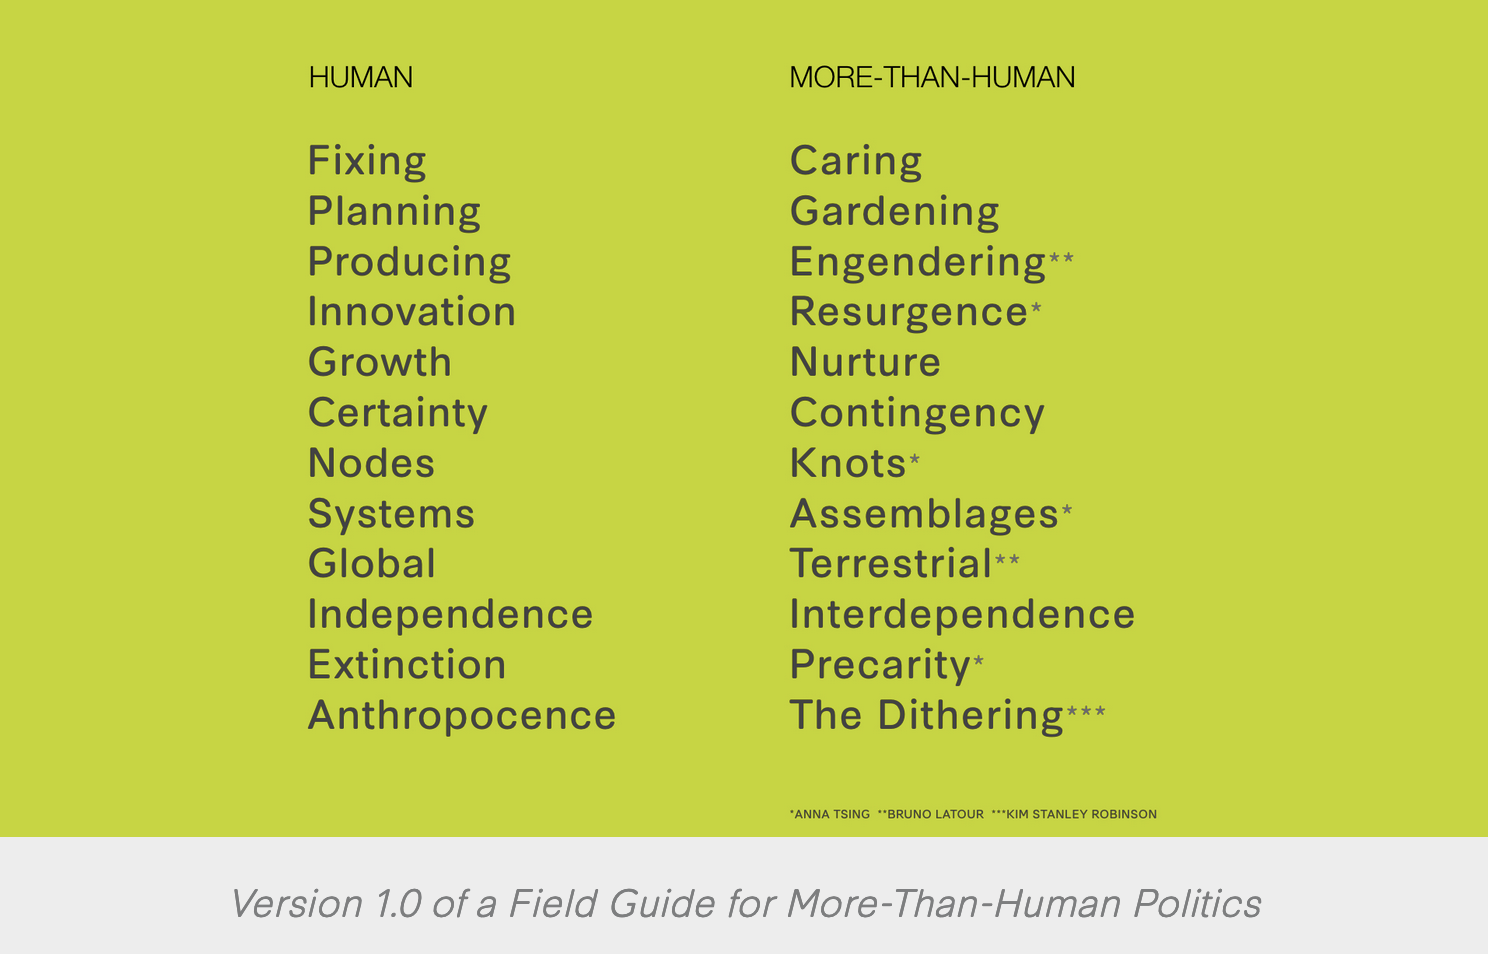 HUMAN
Fixing
Planning
Producing
Innovation
Growth
Certainty
Nodes
Systems
Global
Independence
Extinction
Anthropocence
MORE-THAN-HUMAN
Caring
Gardening
Engendering**
Resurgence*
Nurture
Contingency
Knots*
Assemblages*
Terrestrial**
Interdependence
Precarity*
The Dithering***
*ANNA TSING **BRUNO LATOUR ***KIM STANLEY ROBINSON
Version 1.0 of a Field Guide for More-Than-Human Politics